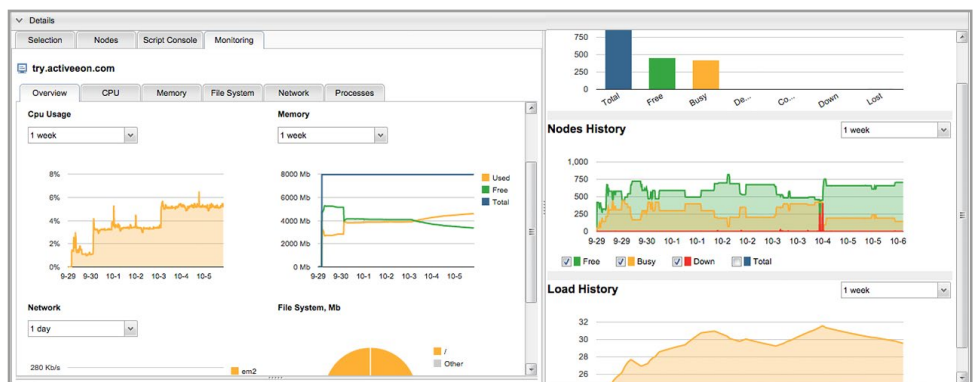 Details
Selection Nodes Script Console Monitoring
try.activeeon.com
Overview CPU Memory File System Network Processes
Cpu Usage
1 week
8%
6%
4%
2%
0%
9-29 9-30 10-1 10-2 10-3 10-4 10-5
Memory
1 week
8000 Mb
6000 Mb
4000 Mb
2000 Mb
0 Mb
9-29 9-30 10-1 10-2 10-3 10-4 10-5
Used
Free
Total
Network
1 day
280 Kb/s
em2
File System, Mb
/
Other
750
500
250
0
Total Free Busy De... Co... Down Lost
Nodes History
1 week
1,000
750
500
250
0
9-29 9-29 9-30 10-1 10-1 10-2 10-2 10-3 10-3 10-4 10-5 10-5 10-6
Free Busy Down Total
Load History
1 week
32
30
28
26